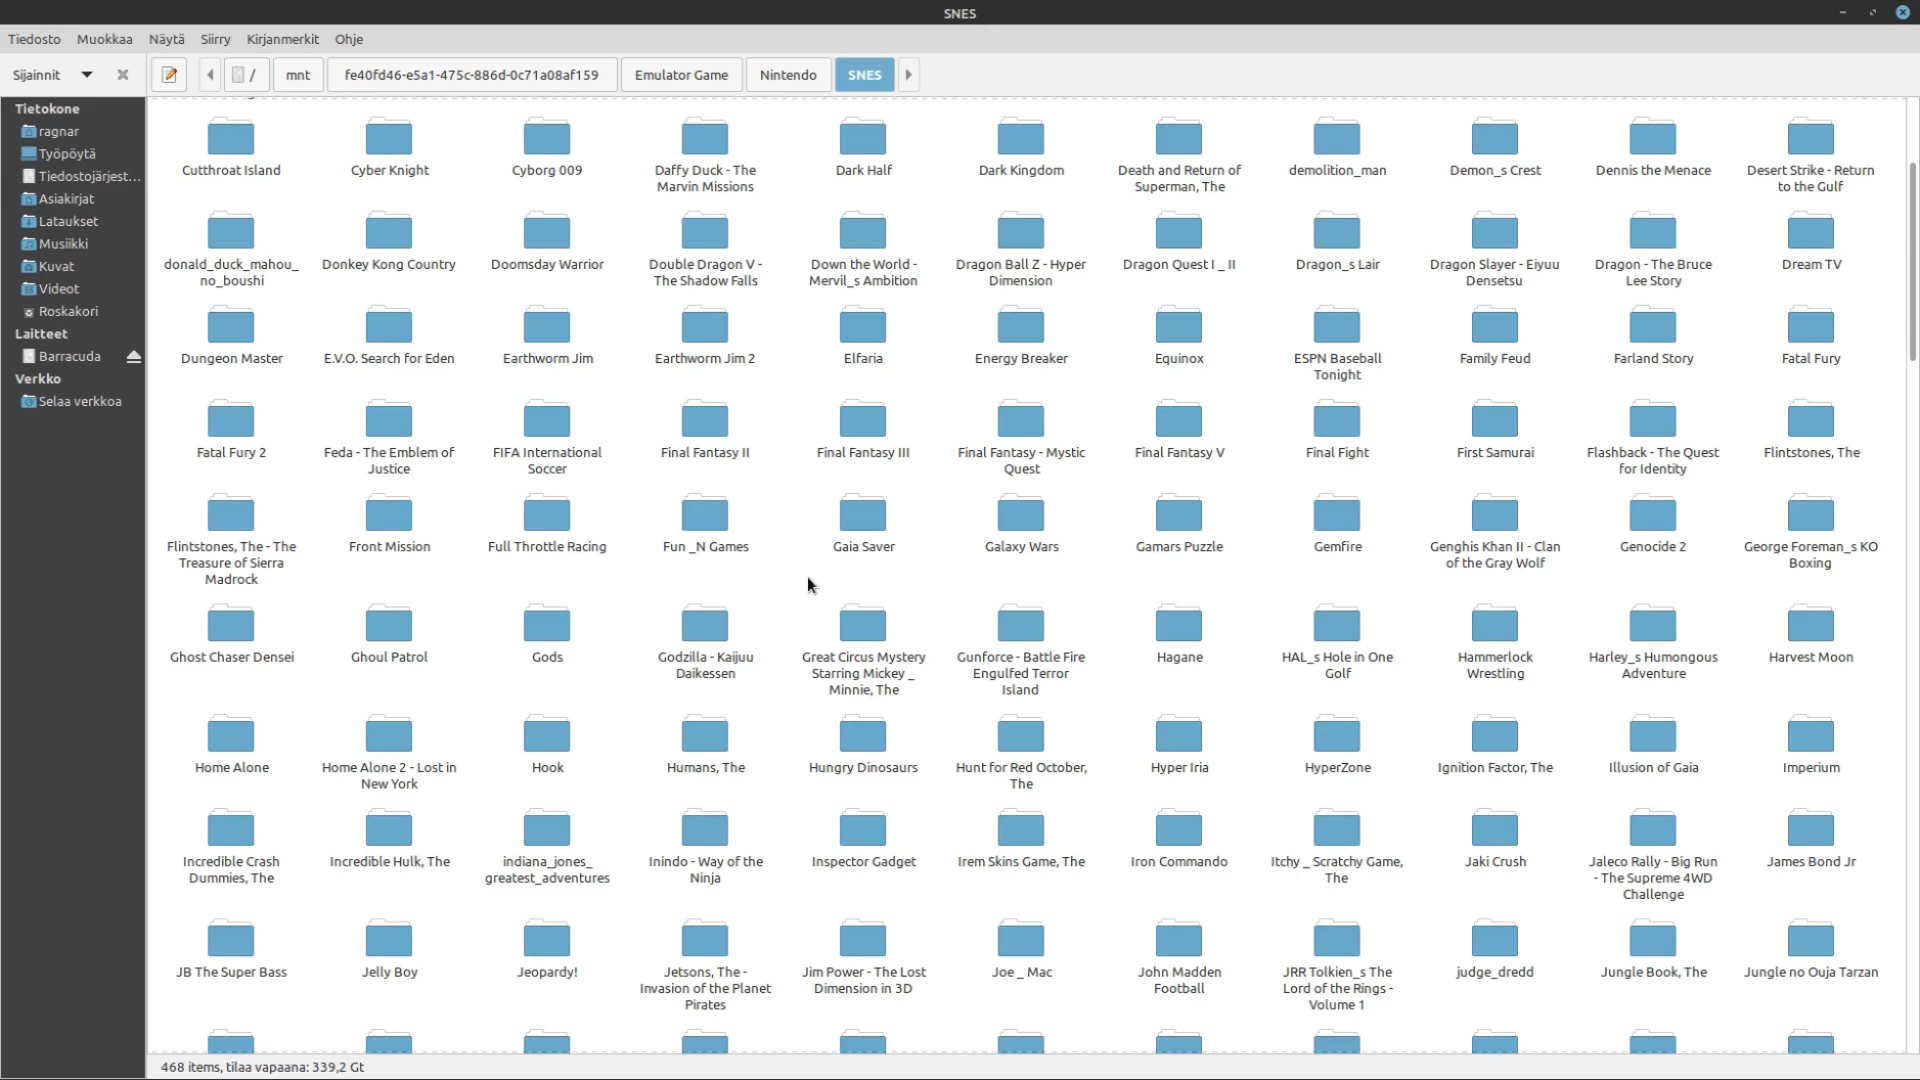 SNES
Tiedosto Muokkaa Näytä Siirry Kirjanmerkit Ohje
Sijainnit / mnt fe40fd46-e5a1-475c-886d-0c71a08af159 Emulator Game Nintendo SNES
Tietokone
ragnar
Työpöytä
Tiedostojärjest...
Asiakirjat
Lataukset
Musiikki
Kuvat
Videot
Roskakori
Laitteet
Barracuda
Verkko
Selaa verkkoa
Cutthroat Island
Cyber Knight
Cyborg 009
Daffy Duck - The
Marvin Missions
Dark Half
Dark Kingdom
Death and Return of
Superman, The
demolition_man
Demon_s Crest
Dennis the Menace
Desert Strike - Return
to the Gulf
donald_duck_mahou_
no_boushi
Donkey Kong Country
Doomsday Warrior
Double Dragon V -
The Shadow Falls
Down the World -
Mervil_s Ambition
Dragon Ball Z - Hyper
Dimension
Dragon Quest I _ II
Dragon_s Lair
Dragon Slayer - Eiyuu
Densetsu
Dragon - The Bruce
Lee Story
Dream TV
Dungeon Master
E.V.O. Search for Eden
Earthworm Jim
Earthworm Jim 2
Elfaria
Energy Breaker
Equinox
ESPN Baseball
Tonight
Family Feud
Farland Story
Fatal Fury
Fatal Fury 2
Feda - The Emblem of
Justice
FIFA International
Soccer
Final Fantasy II
Final Fantasy III
Final Fantasy - Mystic
Quest
Final Fantasy V
Final Fight
First Samurai
Flashback - The Quest
for Identity
Flintstones, The
Flintstones, The - The
Treasure of Sierra
Madrock
Front Mission
Full Throttle Racing
Fun _N Games
Gaia Saver
Galaxy Wars
Gamars Puzzle
Gemfire
Genghis Khan II - Clan
of the Gray Wolf
Genocide 2
George Foreman_s KO
Boxing
Ghost Chaser Densei
Ghoul Patrol
Gods
Godzilla - Kaijuu
Daikessen
Great Circus Mystery
Starring Mickey _
Minnie, The
Gunforce - Battle Fire
Engulfed Terror
Island
Hagane
HAL_s Hole in One
Golf
Hammerlock
Wrestling
Harley_s Humongous
Adventure
Harvest Moon
Home Alone
Home Alone 2 - Lost in
New York
Hook
Humans, The
Hungry Dinosaurs
Hunt for Red October,
The
Hyper Iria
HyperZone
Ignition Factor, The
Illusion of Gaia
Imperium
Incredible Crash
Dummies, The
Incredible Hulk, The
indiana_jones_
greatest_adventures
Inindo - Way of the
Ninja
Inspector Gadget
Irem Skins Game, The
Iron Commando
Itchy _ Scratchy Game,
The
Jaki Crush
Jaleco Rally - Big Run
- The Supreme 4WD
Challenge
James Bond Jr
JB The Super Bass
Jelly Boy
Jeopardy!
Jetsons, The -
Invasion of the Planet
Pirates
Jim Power - The Lost
Dimension in 3D
Joe _ Mac
John Madden
Football
JRR Tolkien_s The
Lord of the Rings -
Volume 1
judge_dredd
Jungle Book, The
Jungle no Ouja Tarzan
468 items, tilaa vapaana: 339,2 Gt